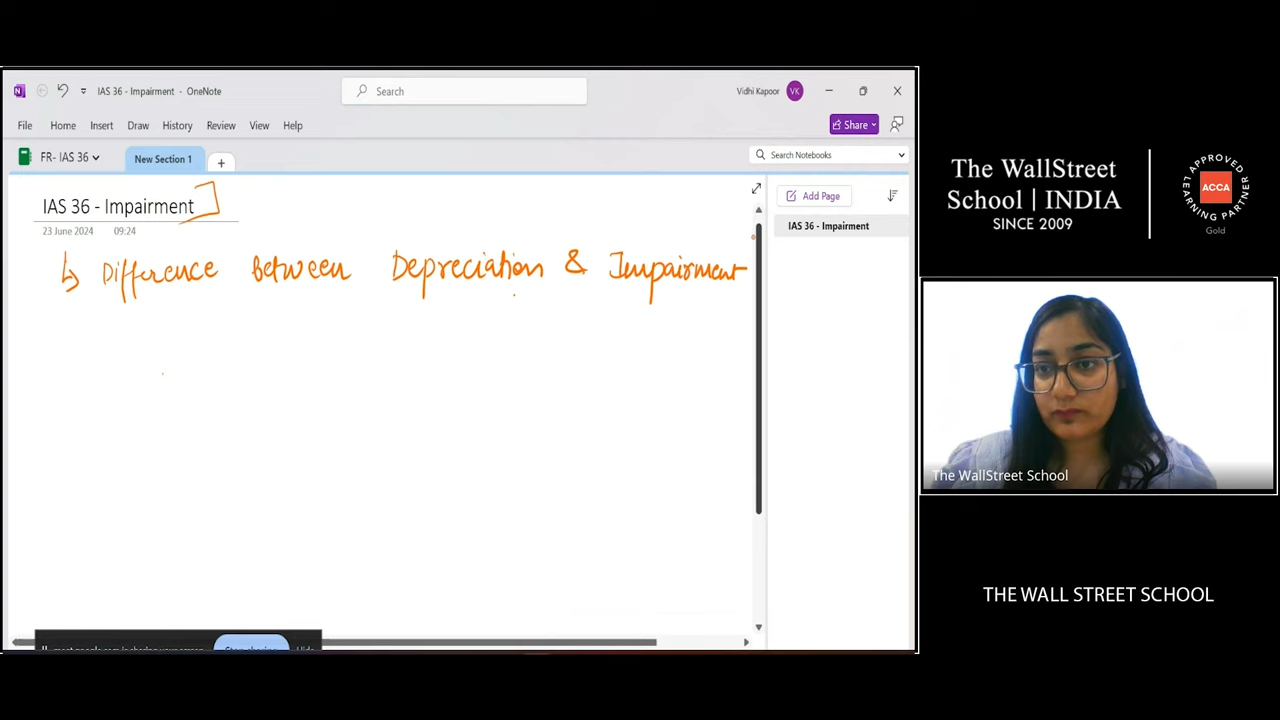 IAS 36 - Impairment - OneNote
Search
Vidhi Kapoor
VK
File Home Insert Draw History Review View Help
Share
FR- IAS 36
New Section 1
Search Notebooks
IAS 36 - Impairment
23 June 2024 09:24
Difference Between Depreciation & Impairment
Add Page
IAS 36 - Impairment
Stop sharing
Hide
The WallStreet
School | INDIA
SINCE 2009
APPROVED
ACCA
LEARNING PARTNER
Gold
The WallStreet School
THE WALL STREET SCHOOL